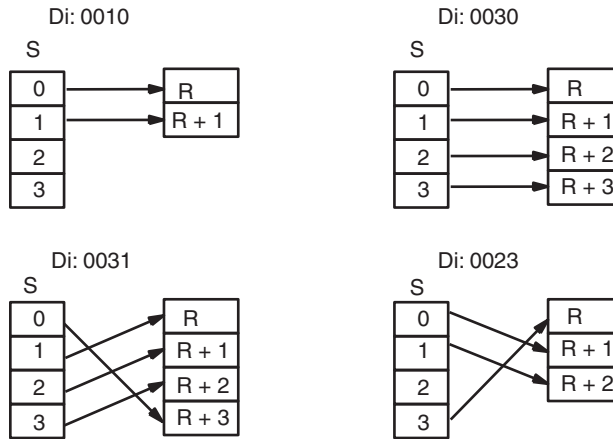 Di: 0010
S
0
1
2
3
R
R + 1
Di: 0030
S
0
1
2
3
R
R + 1
R + 2
R + 3
Di: 0031
S
0
1
2
3
R
R + 1
R + 2
R + 3
Di: 0023
S
0
1
2
3
R
R + 1
R + 2